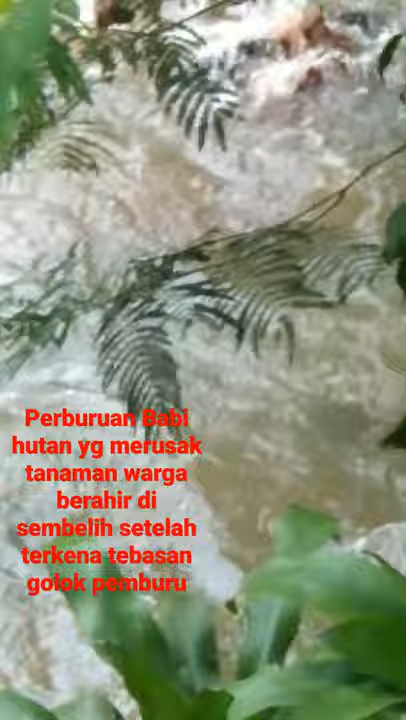 Perburuan Babi
hutan yg merusak
tanaman warga
berahir di
sembelih setelah
terkena tebasan
golok pemburu